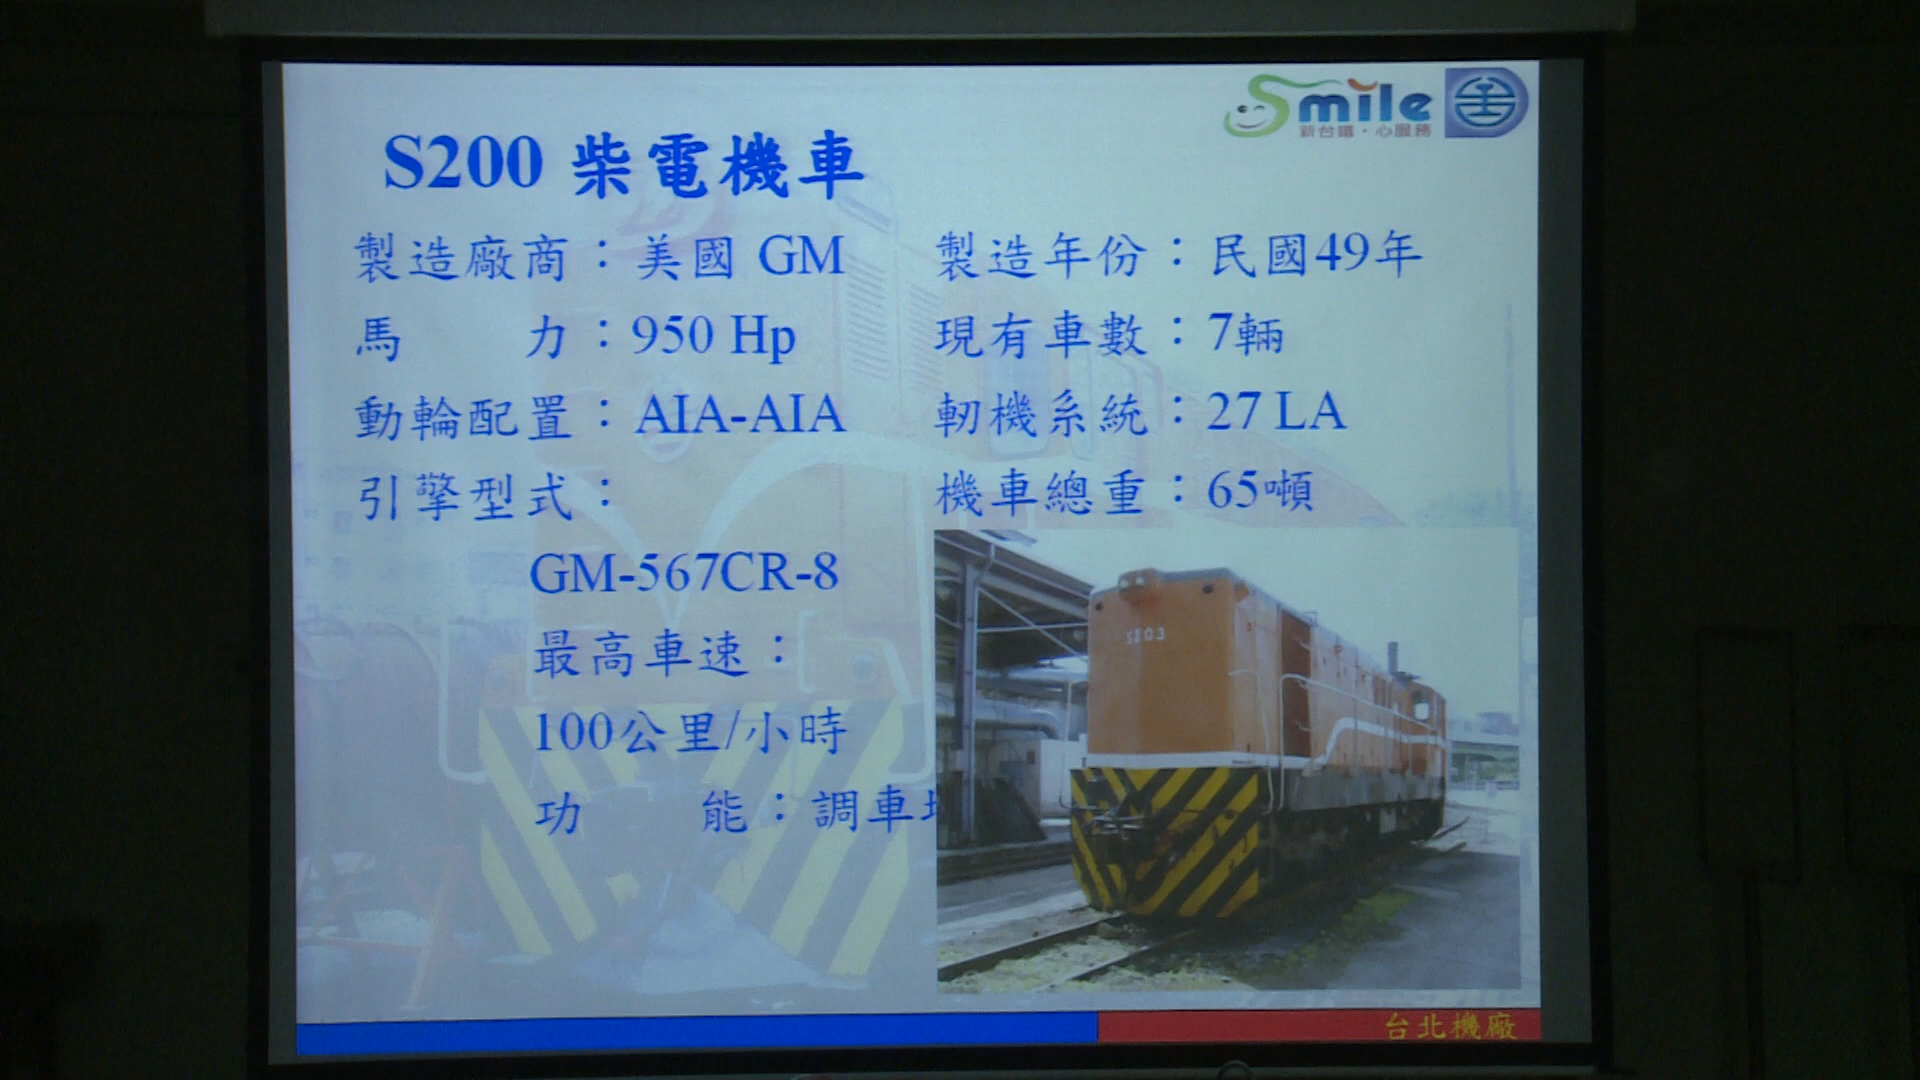 Smile
新台鐵・心服務
S200 柴電機車
製造廠商：美國 GM
馬 力：950 Hp
動輪配置：AIA-AIA
引擎型式：
GM-567CR-8
最高車速：
100公里/小時
功 能：調車
製造年份：民國49年
現有車數：7輛
軔機系統：27 LA
機車總重：65噸
S203
台北機廠